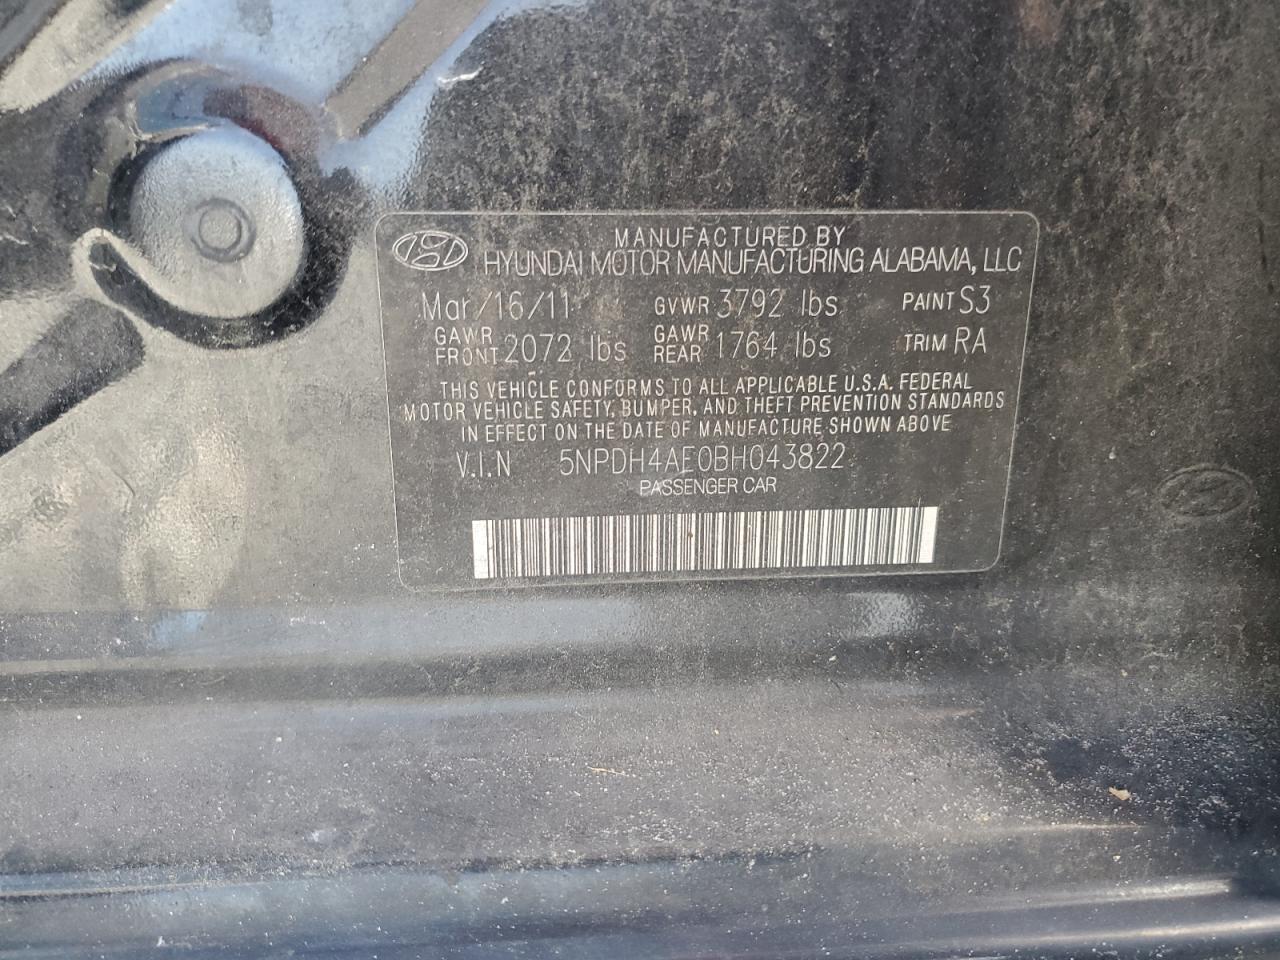 MANUFACTURED BY
HYUNDAI MOTOR MANUFACTURING ALABAMA, LLC
Mar/16/11 GVWR 3792 lbs PAINT S3
GAWR FRONT 2072 lbs GAWR REAR 1764 lbs TRIM RA
THIS VEHICLE CONFORMS TO ALL APPLICABLE U.S.A. FEDERAL
MOTOR VEHICLE SAFETY, BUMPER, AND THEFT PREVENTION STANDARDS
IN EFFECT ON THE DATE OF MANUFACTURE SHOWN ABOVE
V.I.N 5NPDH4AE0BH043822
PASSENGER CAR